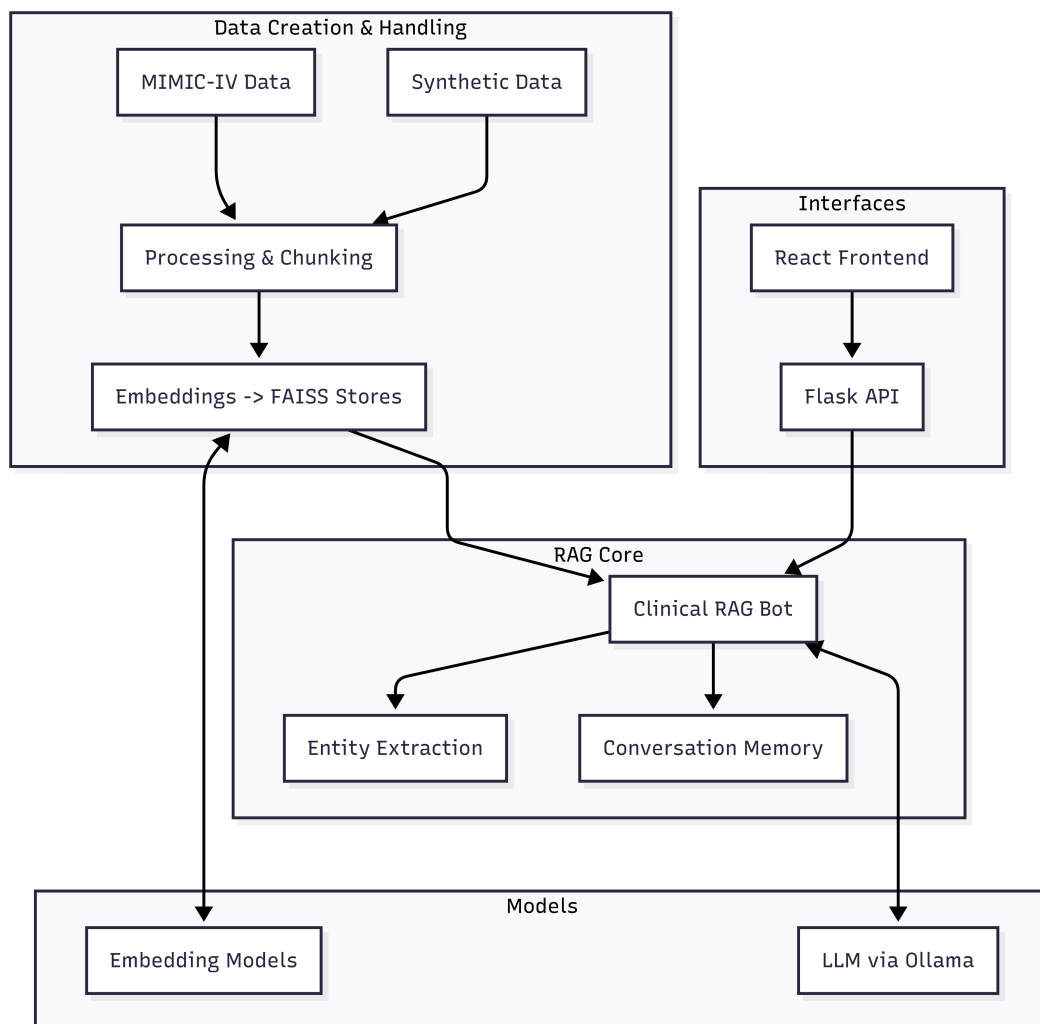 Data Creation & Handling
MIMIC-IV Data
Synthetic Data
Processing & Chunking
Embeddings -> FAISS Stores
Interfaces
React Frontend
Flask API
RAG Core
Clinical RAG Bot
Entity Extraction
Conversation Memory
Models
Embedding Models
LLM via Ollama